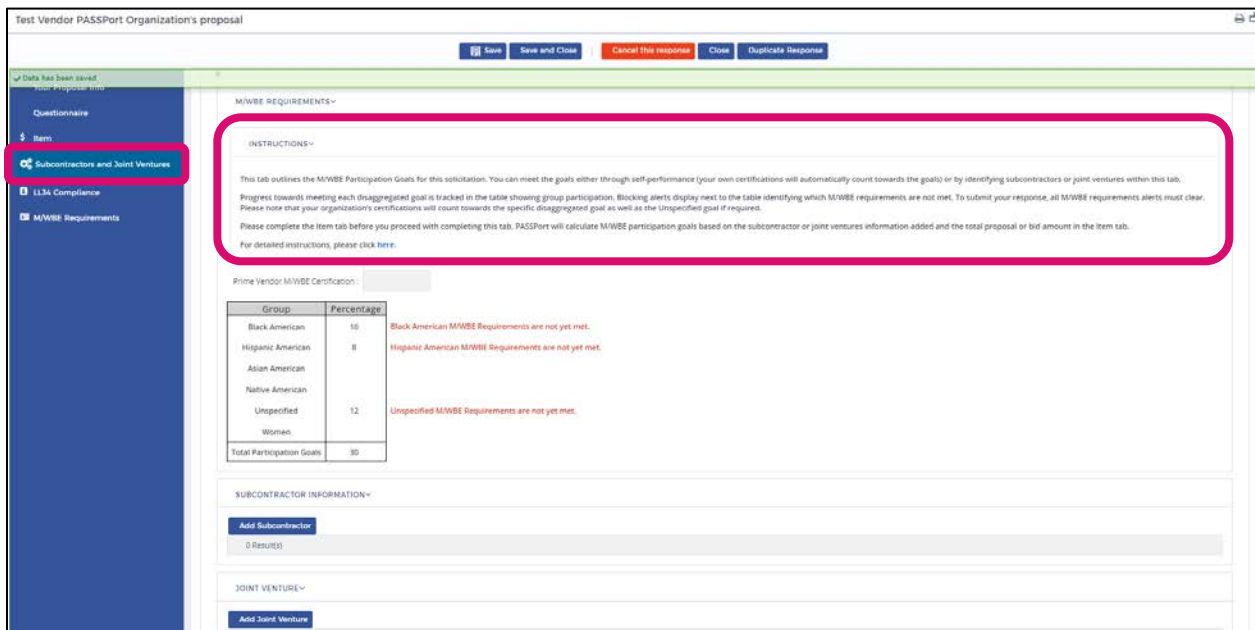 Test Vendor PASSPort Organization's proposal
Save
Save and Close
Cancel this response
Close
Duplicate Response
Data has been saved
Your Proposal Info
Questionnaire
$ Item
Subcontractors and Joint Ventures
LL34 Compliance
M/WBE Requirements
M/WBE REQUIREMENTS
INSTRUCTIONS
This tab outlines the M/WBE Participation Goals for this solicitation. You can meet the goals either through self-performance (your own certifications will automatically count towards the goals) or by identifying subcontractors or joint ventures within this tab.
Progress towards meeting each disaggregated goal is tracked in the table showing group participation. Blocking alerts display next to the table identifying which M/WBE requirements are not met. To submit your response, all M/WBE requirements alerts must clear.
Please note that your organization's certifications will count towards the specific disaggregated goal as well as the Unspecified goal if required.
Please complete the Item tab before you proceed with completing this tab. PASSPort will calculate M/WBE participation goals based on the subcontractor or joint ventures information added and the total proposal or bid amount in the Item tab.
For detailed instructions, please click here.
Prime Vendor M/WBE Certification :
Group Percentage
Black American 10 Black American M/WBE Requirements are not yet met.
Hispanic American 8 Hispanic American M/WBE Requirements are not yet met.
Asian American
Native American
Unspecified 12 Unspecified M/WBE Requirements are not yet met.
Women
Total Participation Goals 30
SUBCONTRACTOR INFORMATION
Add Subcontractor
0 Result(s)
JOINT VENTURE
Add Joint Venture